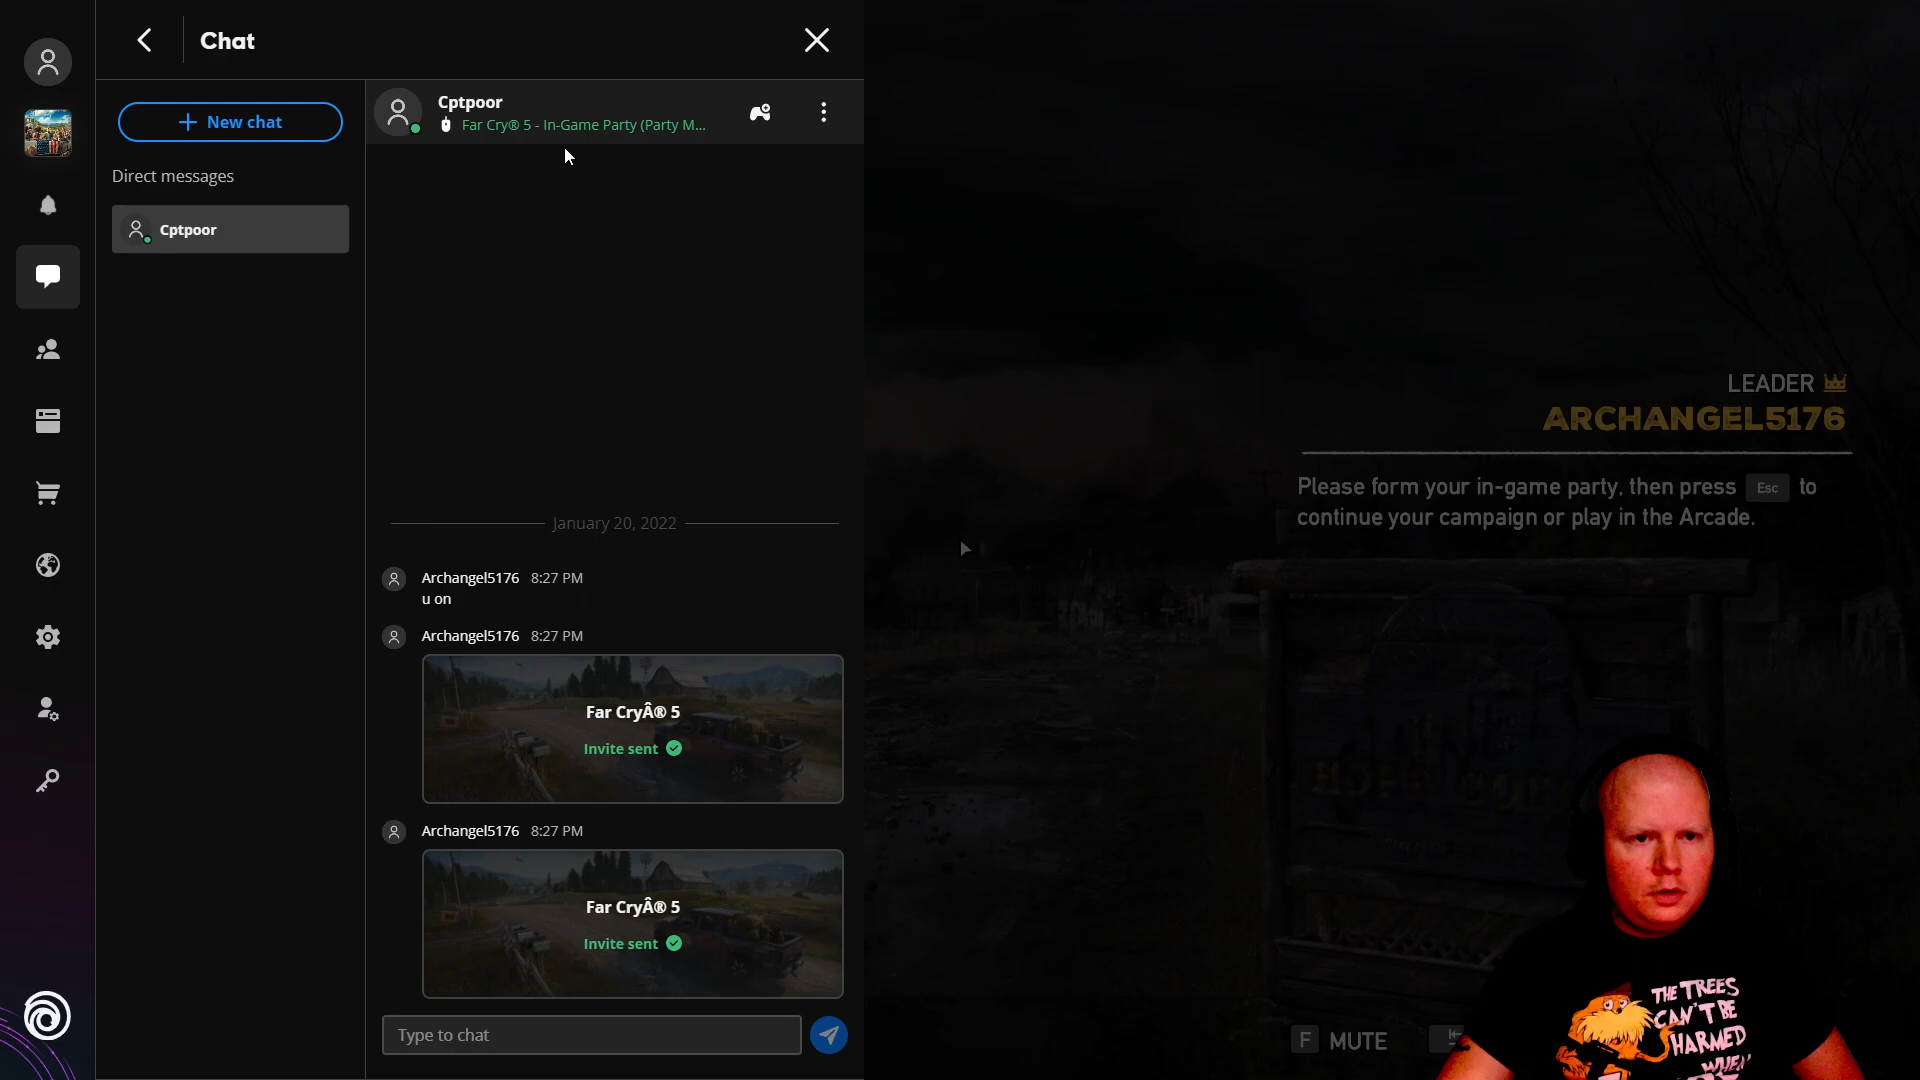 Chat
New chat
Direct messages
Cptpoor
Cptpoor
Far Cry® 5 - In-Game Party (Party M...
January 20, 2022
Archangel5176 8:27 PM
u on
Archangel5176 8:27 PM
Far CryÂ® 5
Invite sent
Archangel5176 8:27 PM
Far CryÂ® 5
Invite sent
Type to chat
LEADER
ARCHANGEL5176
Please form your in-game party, then press Esc to
continue your campaign or play in the Arcade.
F MUTE
THE TREES
CAN'T BE
HARMED
WHEN